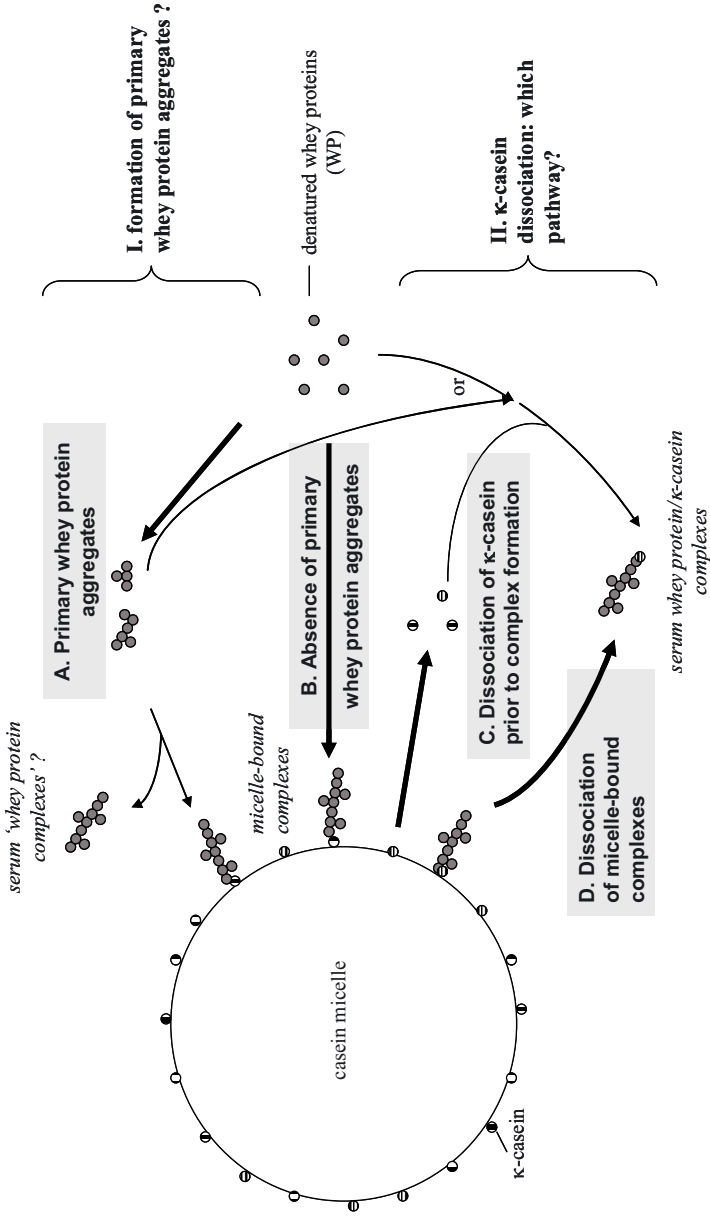 I. formation of primary
whey protein aggregates ?
denatured whey proteins
(WP)
II. κ-casein
dissociation: which
pathway?
A. Primary whey protein
aggregates
or
B. Absence of primary
whey protein aggregates
C. Dissociation of κ-casein
prior to complex formation
serum whey protein/κ-casein
complexes
serum ‘whey protein
complexes’ ?
micelle-bound
complexes
D. Dissociation
of micelle-bound
complexes
casein micelle
κ-casein